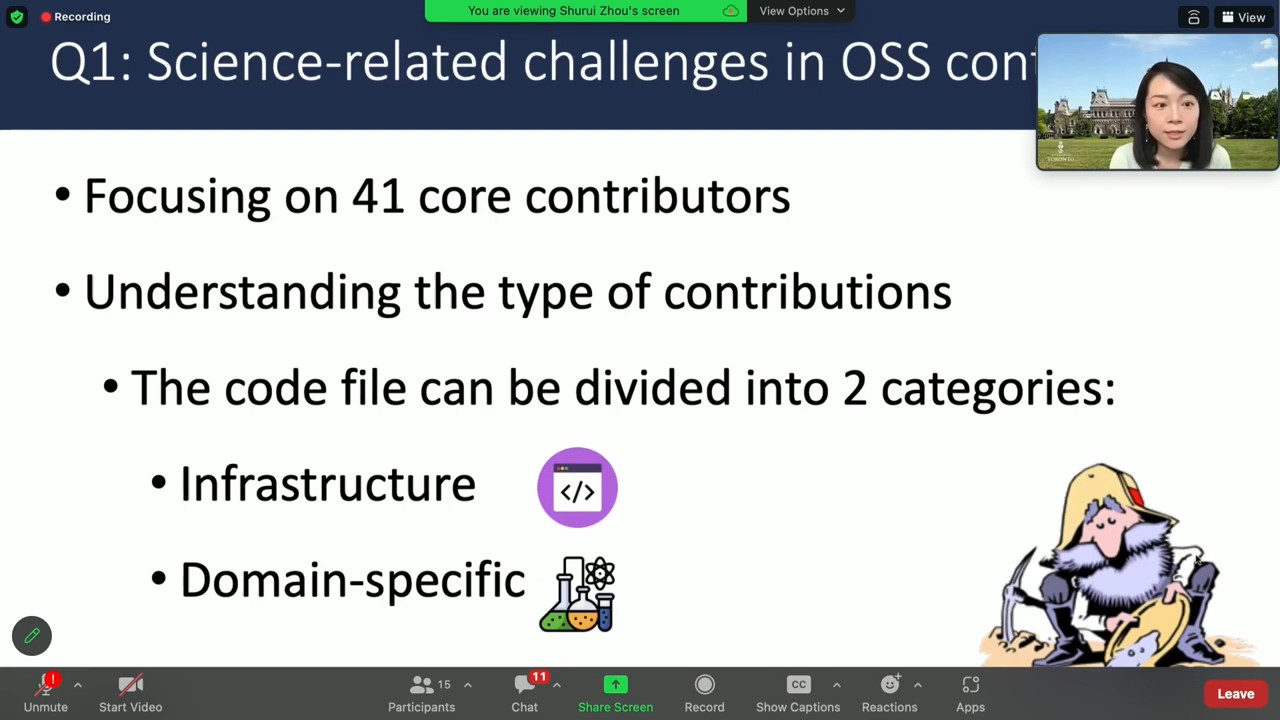 Recording
You are viewing Shurui Zhou's screen
View Options
View
Q1: Science-related challenges in OSS
TORONTO
• Focusing on 41 core contributors
• Understanding the type of contributions
• The code file can be divided into 2 categories:
• Infrastructure
</>
• Domain-specific
!
15
11
CC
Unmute
Start Video
Participants
Chat
Share Screen
Record
Show Captions
Reactions
Apps
Leave